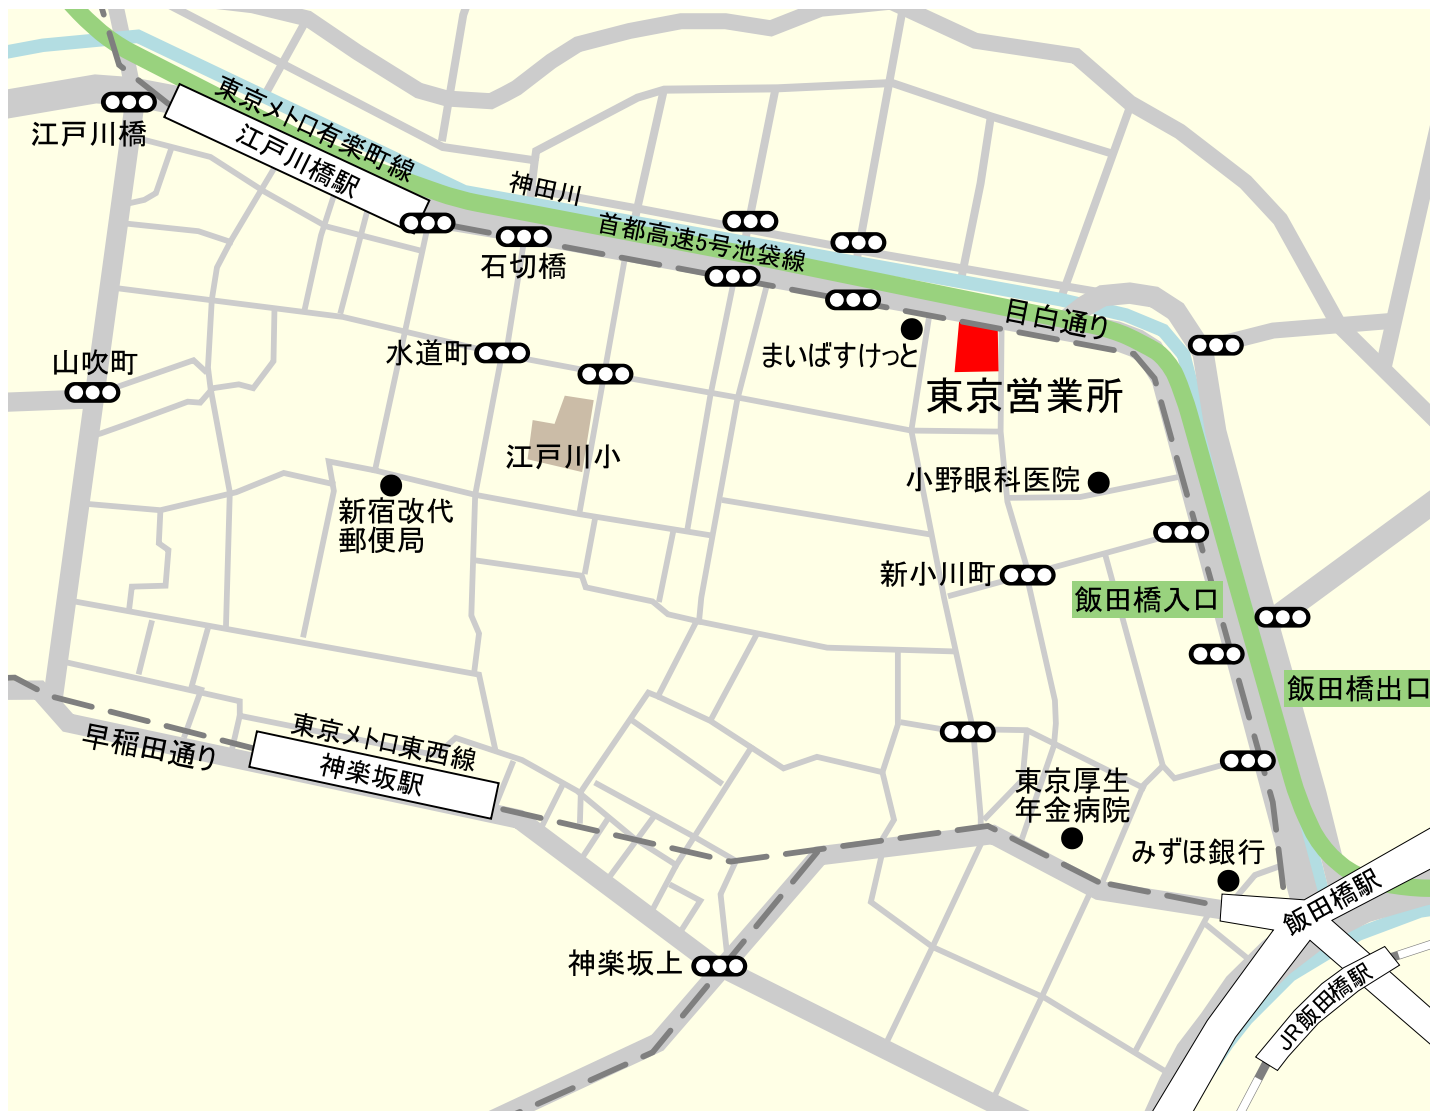 東京メトロ有楽町線
江戸川橋
江戸川橋駅
神田川
首都高速5号池袋線
石切橋
目白通り
山吹町
水道町
まいばすけっと
東京営業所
江戸川小
小野眼科医院
新宿改代
郵便局
新小川町
飯田橋入口
飯田橋出口
早稲田通り
東京メトロ東西線
神楽坂駅
東京厚生
年金病院
みずほ銀行
飯田橋駅
神楽坂上
JR飯田橋駅